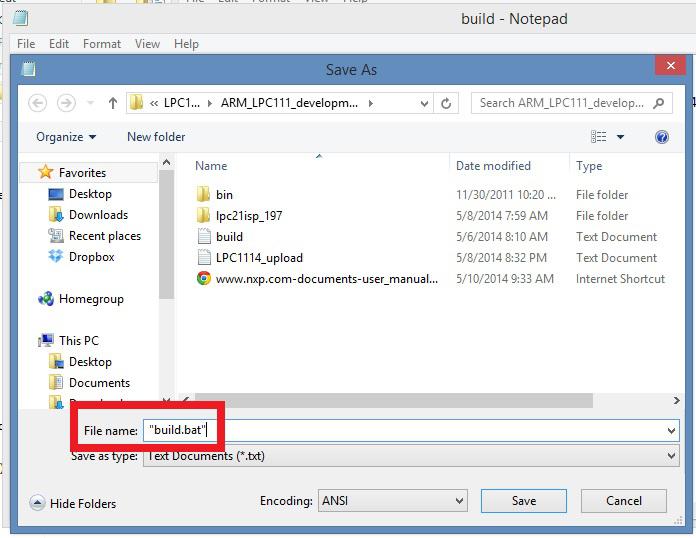 build - Notepad
File Edit Format View Help
Save As
« LPC1... ARM_LPC111_developm...
Search ARM_LPC111_develop...
Organize New folder
Favorites
Desktop
Downloads
Recent places
Dropbox
Homegroup
This PC
Desktop
Documents
Name Date modified Type
bin 11/30/2011 10:20 ... File folder
lpc21isp_197 5/8/2014 7:59 AM File folder
build 5/6/2014 8:10 AM Text Document
LPC1114_upload 5/8/2014 8:32 PM Text Document
www.nxp.com-documents-user_manual... 5/10/2014 9:33 AM Internet Shortcut
File name: "build.bat"
Save as type: Text Documents (*.txt)
Hide Folders Encoding: ANSI Save Cancel